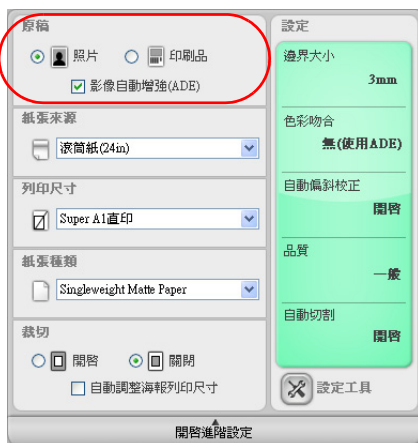 原稿
照片 印刷品
影像自動增強(ADE)
紙張來源
滾筒紙(24in)
列印尺寸
Super A1直印
紙張種類
Singleweight Matte Paper
裁切
開啓 關閉
自動調整海報列印尺寸
設定
邊界大小
3mm
色彩吻合
無(使用ADE)
自動偏斜校正
開啓
品質
一般
自動切割
開啓
設定工具
開啓進階設定